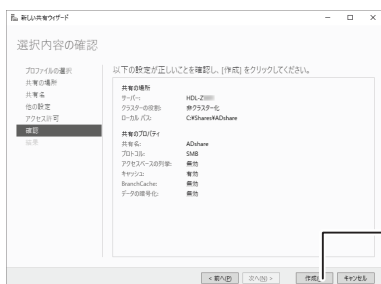 新しい共有ウィザード
選択内容の確認
プロファイルの選択
共有の場所
共有名
他の設定
アクセス許可
確認
結果
以下の設定が正しいことを確認し、[作成] をクリックしてください。
共有の場所
サーバー: HDL-Z
クラスターの役割: 非クラスター化
ローカル パス: C:¥Shares¥ADshare
共有のプロパティ
共有名: ADshare
プロトコル: SMB
アクセスベースの列挙: 無効
キャッシュ: 有効
BranchCache: 無効
データの暗号化: 無効
< 前へ(P) 次へ(N) > 作成 キャンセル